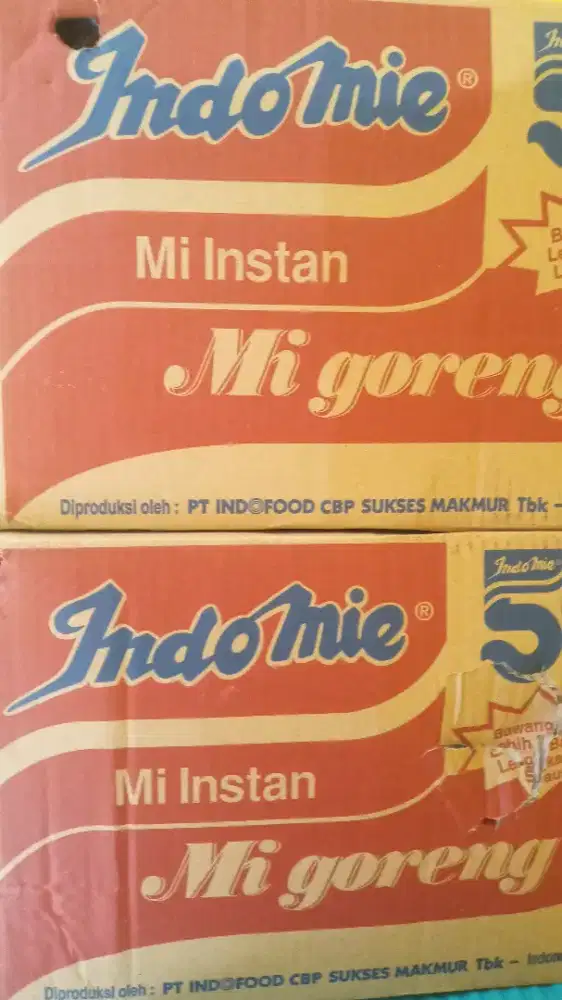 Indomie®
Mi Instan
Mi goreng
Diproduksi oleh : PT INDOFOOD CBP SUKSES MAKMUR Tbk –
Indomie®
Indomie
Mi Instan
Bawang
Mi goreng
Diproduksi oleh : PT INDOFOOD CBP SUKSES MAKMUR Tbk –